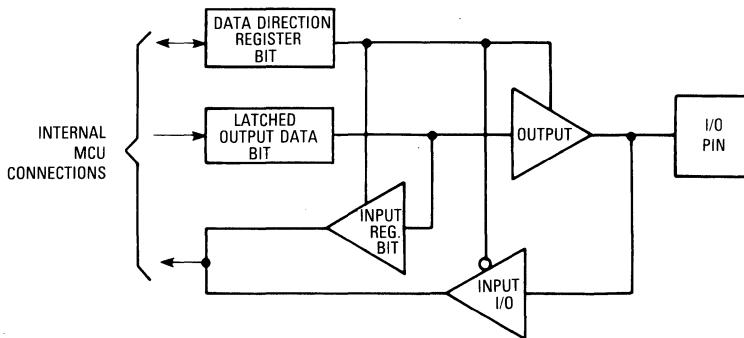 DATA DIRECTION
REGISTER
BIT
INTERNAL
MCU
CONNECTIONS
LATCHED
OUTPUT DATA
BIT
OUTPUT
I/O
PIN
INPUT
REG.
BIT
INPUT
I/O